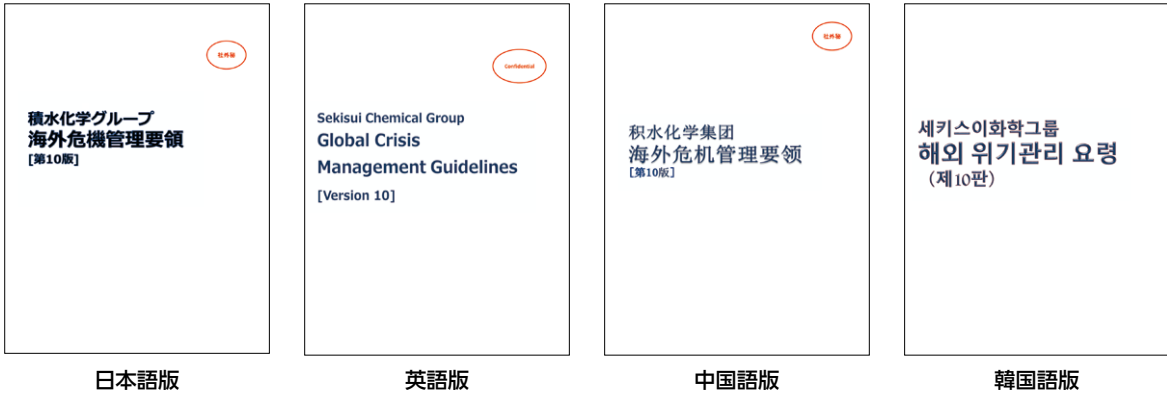 社外秘
積水化学グループ
海外危機管理要領
[第10版]
日本語版
Confidential
Sekisui Chemical Group
Global Crisis
Management Guidelines
[Version 10]
英語版
社外秘
积水化学集团
海外危机管理要领
[第10版]
中国語版
세키스이화학그룹
해외 위기관리 요령
(제10판)
韓国語版